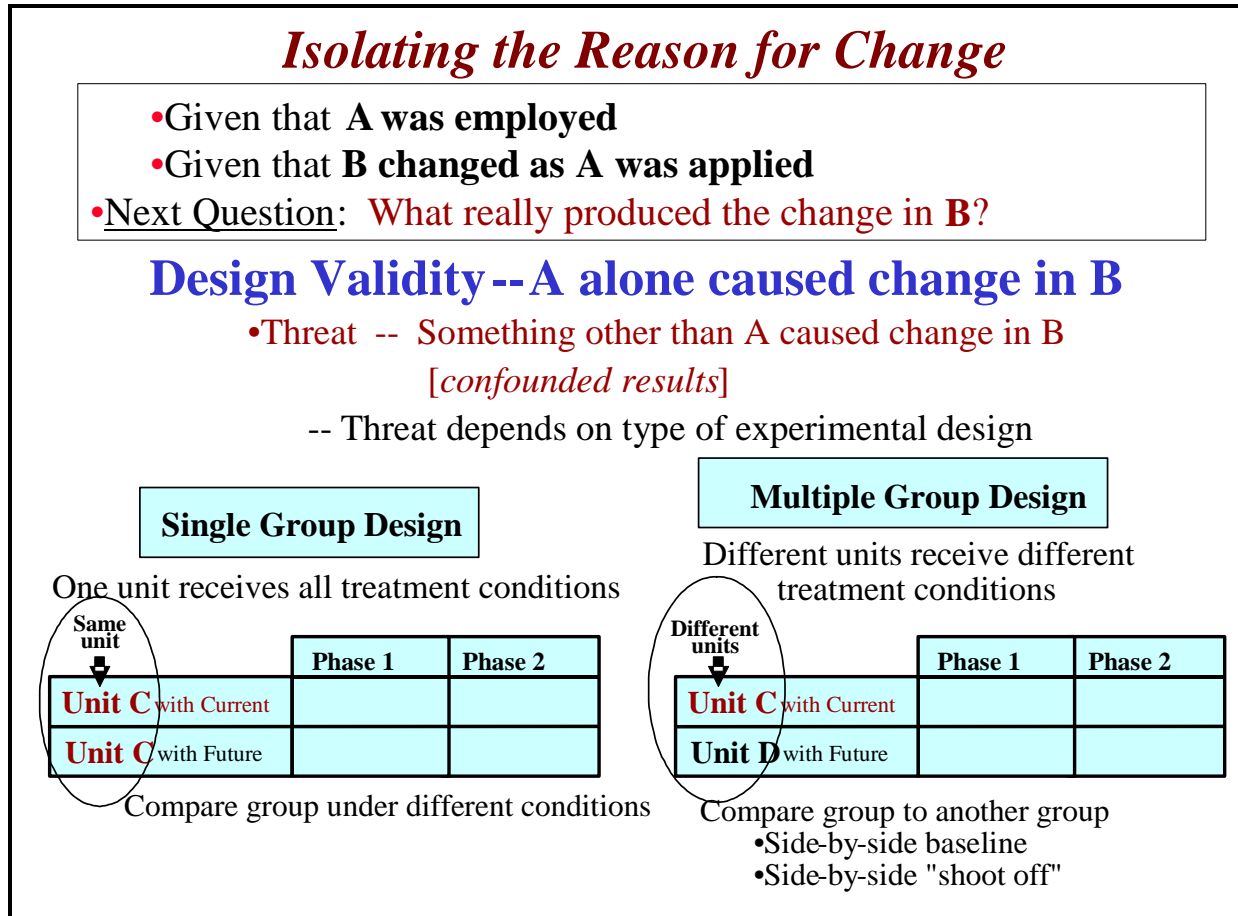 Isolating the Reason for Change
•Given that A was employed
•Given that B changed as A was applied
•Next Question: What really produced the change in B?
Design Validity--A alone caused change in B
•Threat -- Something other than A caused change in B
[confounded results]
-- Threat depends on type of experimental design
Single Group Design
One unit receives all treatment conditions
Same
unit
Phase 1 Phase 2
Unit C with Current
Unit C with Future
Compare group under different conditions
Multiple Group Design
Different units receive different
treatment conditions
Different
units
Phase 1 Phase 2
Unit C with Current
Unit D with Future
Compare group to another group
•Side-by-side baseline
•Side-by-side "shoot off"